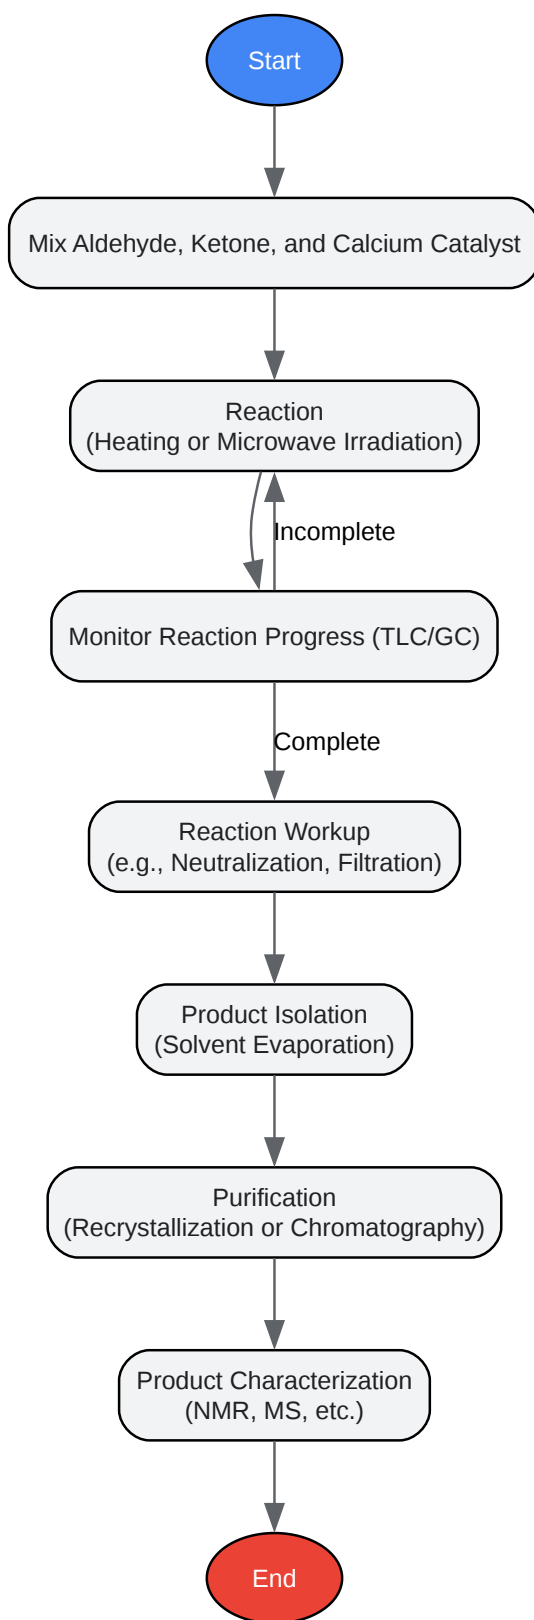 Start
Mix Aldehyde, Ketone, and Calcium Catalyst
Reaction
(Heating or Microwave Irradiation)
Incomplete
Monitor Reaction Progress (TLC/GC)
Complete
Reaction Workup
(e.g., Neutralization, Filtration)
Product Isolation
(Solvent Evaporation)
Purification
(Recrystallization or Chromatography)
Product Characterization
(NMR, MS, etc.)
End